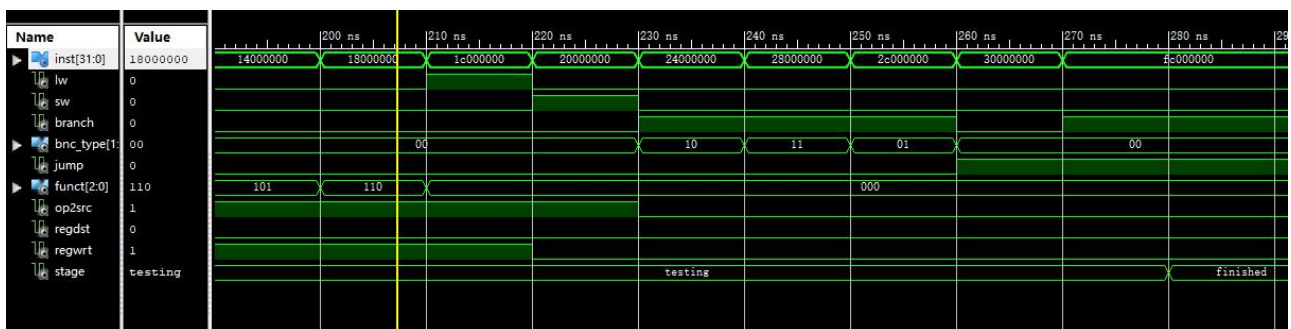 Name Value 200 ns 210 ns 220 ns 230 ns 240 ns 250 ns 260 ns 270 ns 280 ns 29
inst[31:0] 18000000 14000000 18000000 1c000000 20000000 24000000 28000000 2c000000 30000000 fc000000
lw 0
sw 0
branch 0
bnc_type[1: 00 00 10 11 01 00
jump 0
funct[2:0] 110 101 110 000
op2src 1
regdst 0
regwrt 1
stage testing testing finished